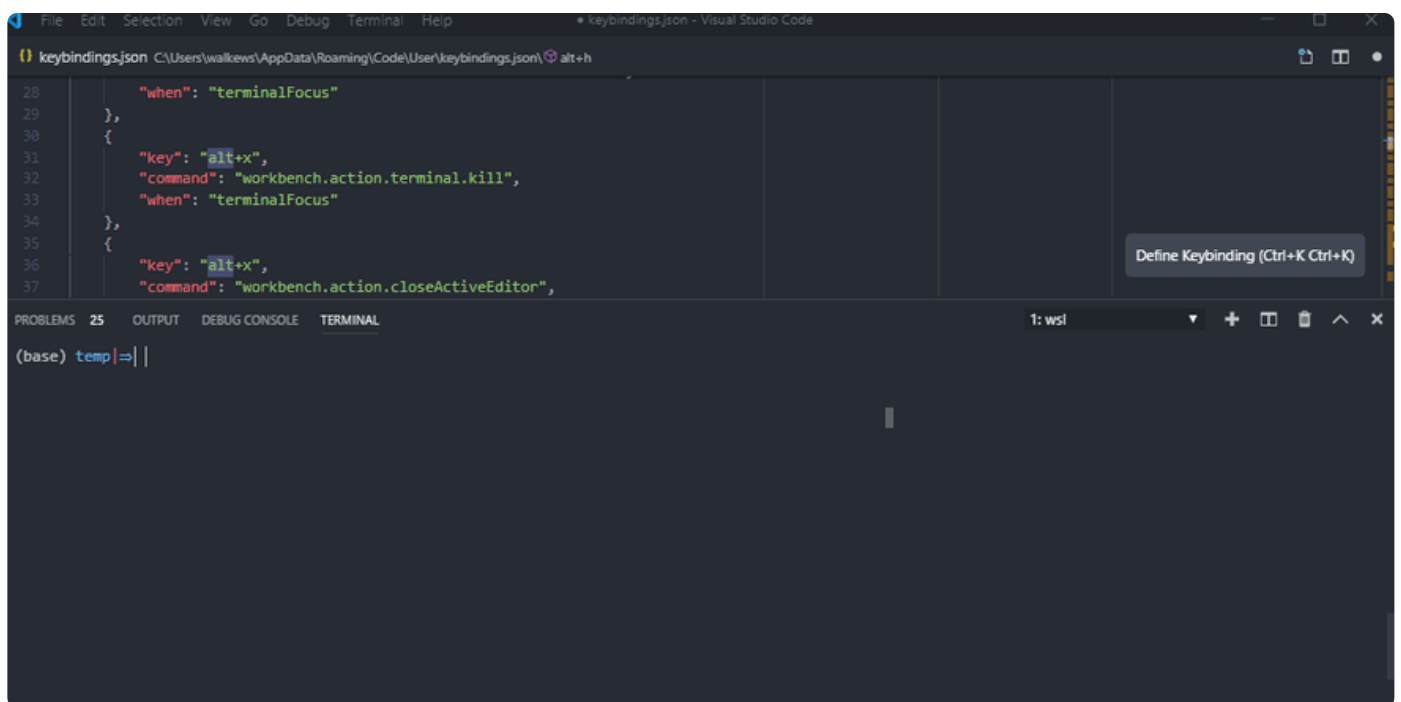 File Edit Selection View Go Debug Terminal Help ● keybindings.json - Visual Studio Code
{} keybindings.json C:\Users\walkews\AppData\Roaming\Code\User\keybindings.json\ alt+h
28 "when": "terminalFocus"
29 },
30 {
31 "key": "alt+x",
32 "command": "workbench.action.terminal.kill",
33 "when": "terminalFocus"
34 },
35 {
36 "key": "alt+x",
37 "command": "workbench.action.closeActiveEditor",
Define Keybinding (Ctrl+K Ctrl+K)
PROBLEMS 25 OUTPUT DEBUG CONSOLE TERMINAL 1: wsl
(base) temp|⇒| |